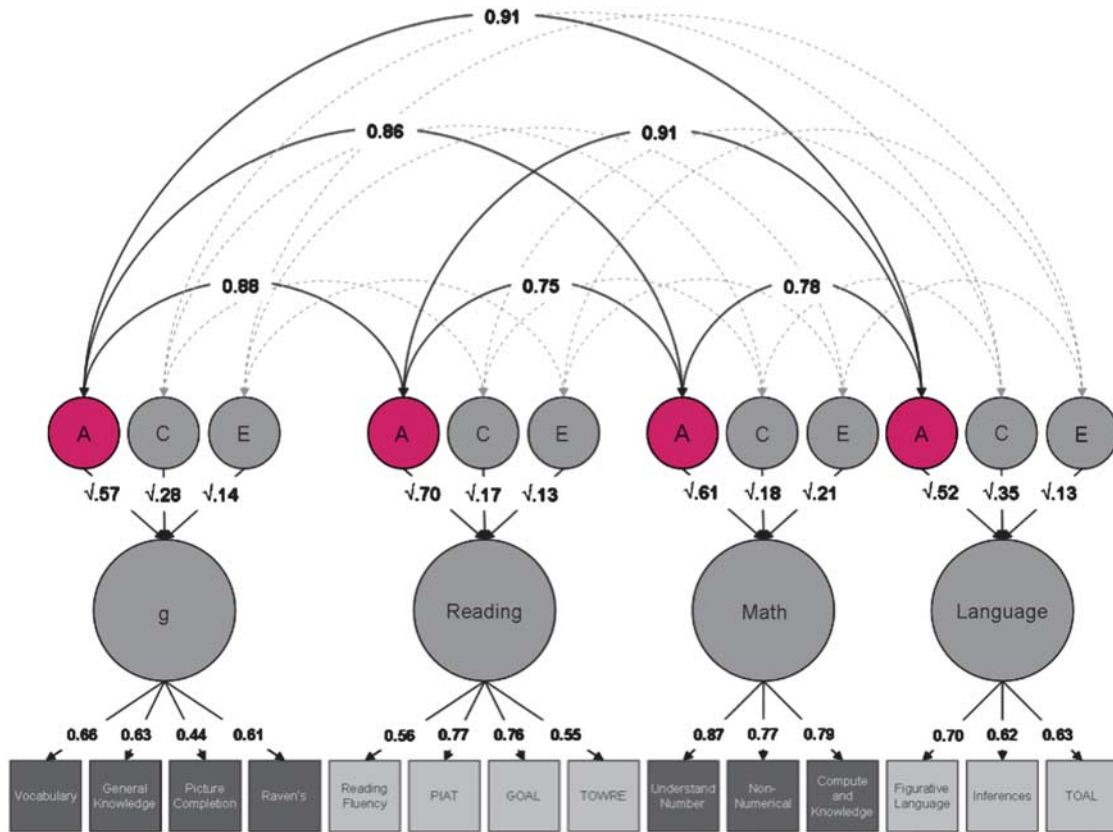 0.91
0.86 0.91
0.88 0.75 0.78
A C E A C E A C E A C E
√.57 √.28 √.14 √.70 √.17 √.13 √.61 √.18 √.21 √.52 √.35 √.13
g Reading Math Language
0.66 0.63 0.44 0.61 0.56 0.77 0.76 0.55 0.87 0.77 0.79 0.70 0.62 0.63
Vocabulary
General
Knowledge
Picture
Completion
Raven's
Reading
Fluency
PIAT
GOAL
TOWRE
Understand
Number
Non-
Numerical
Compute
and
Knowledge
Figurative
Language
Inferences
TOAL